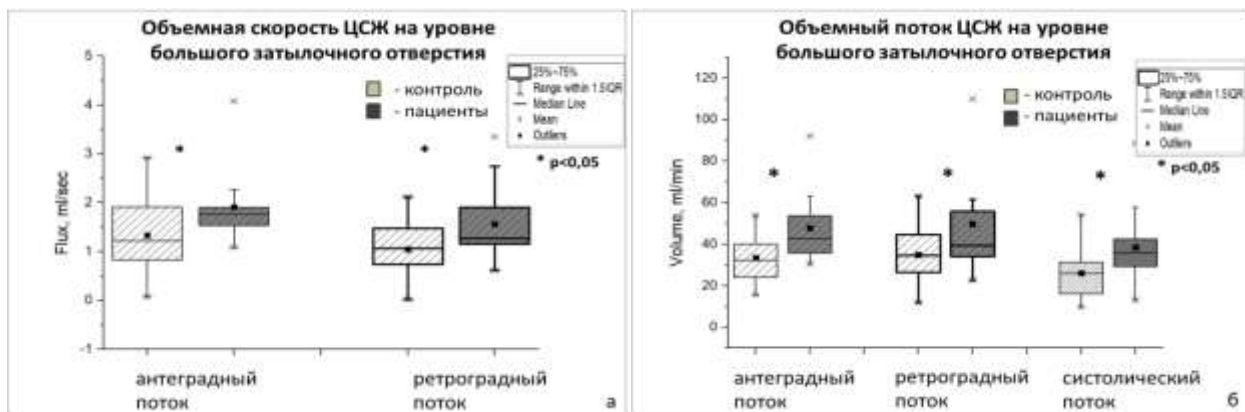 Объемная скорость ЦСЖ на уровне
большого затылочного отверстия
25%~75%
Range within 1.5IQR
Median Line
Mean
Outliers
- контроль
- пациенты
* p<0,05
*
*
Flux, ml/sec
5
4
3
2
1
0
-1
антеградный
поток
ретроградный
поток
а
Объемный поток ЦСЖ на уровне
большого затылочного отверстия
25%~75%
Range within 1.5IQR
Median Line
Mean
Outliers
- контроль
- пациенты
* p<0,05
*
*
*
Volume, ml/min
120
100
80
60
40
20
0
антеградный
поток
ретроградный
поток
систолический
поток
б